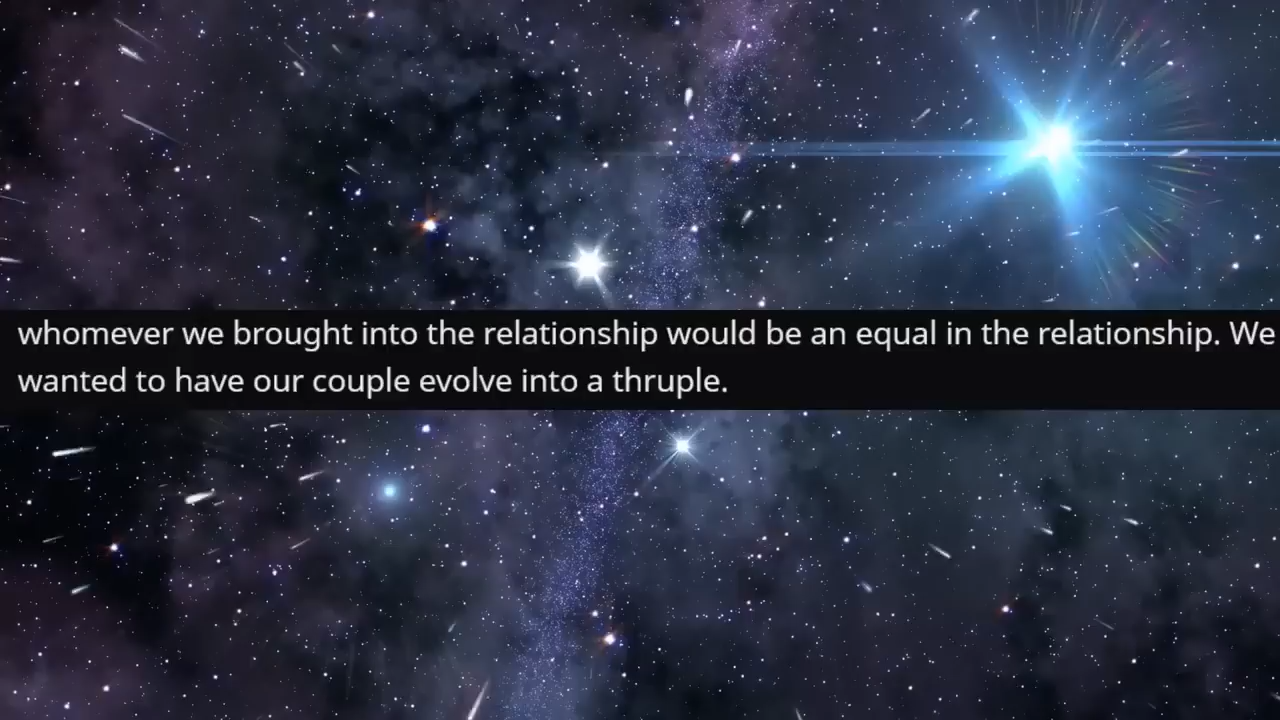 whomever we brought into the relationship would be an equal in the relationship. We
wanted to have our couple evolve into a thruple.